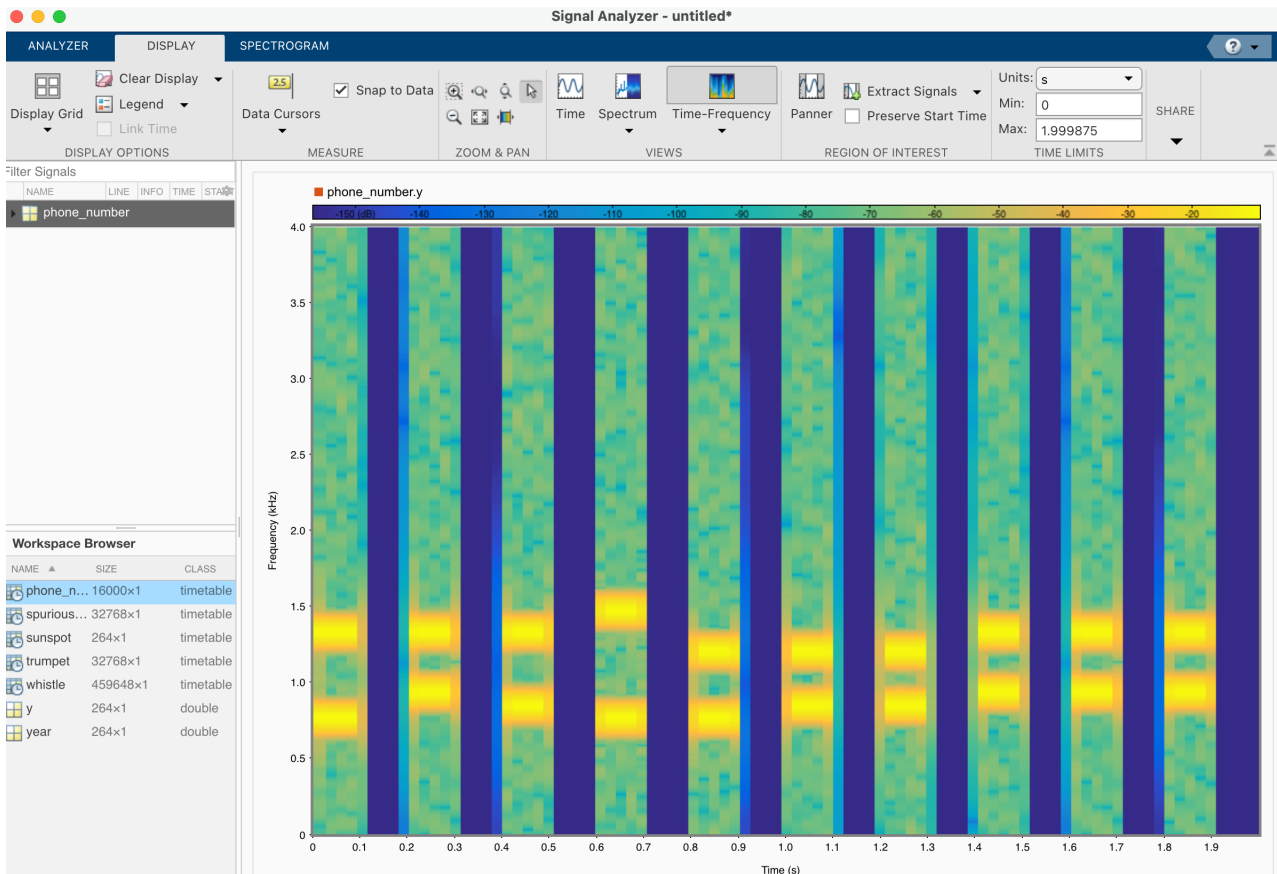 Signal Analyzer - untitled*
ANALYZER DISPLAY SPECTROGRAM
?
Display Grid
Clear Display
Legend
Link Time
DISPLAY OPTIONS
2.5
Data Cursors
Snap to Data
MEASURE
ZOOM & PAN
Time Spectrum Time-Frequency
VIEWS
Panner
Extract Signals
Preserve Start Time
REGION OF INTEREST
Units: s
Min: 0
Max: 1.999875
TIME LIMITS
SHARE
Filter Signals
NAME LINE INFO TIME START
phone_number
Workspace Browser
NAME SIZE CLASS
phone_n... 16000×1 timetable
spurious... 32768×1 timetable
sunspot 264×1 timetable
trumpet 32768×1 timetable
whistle 459648×1 timetable
y 264×1 double
year 264×1 double
phone_number.y
-150 (dB) -140 -130 -120 -110 -100 -90 -80 -70 -60 -50 -40 -30 -20
4.0
3.5
3.0
2.5
2.0
1.5
1.0
0.5
0
Frequency (kHz)
0 0.1 0.2 0.3 0.4 0.5 0.6 0.7 0.8 0.9 1.0 1.1 1.2 1.3 1.4 1.5 1.6 1.7 1.8 1.9
Time (s)